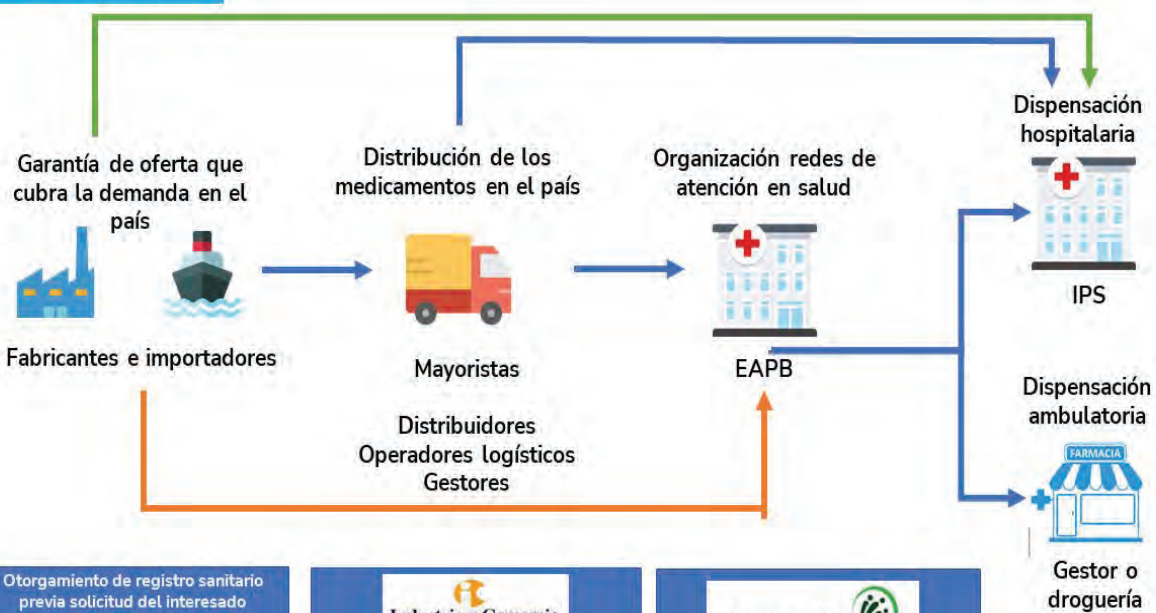 Garantía de oferta que
cubra la demanda en el
país
Fabricantes e importadores
Distribución de los
medicamentos en el país
Mayoristas
Distribuidores
Operadores logísticos
Gestores
Organización redes de
atención en salud
EAPB
Dispensación
hospitalaria
IPS
Dispensación
ambulatoria
FARMACIA
Gestor o
droguería
Otorgamiento de registro sanitario
previa solicitud del interesado